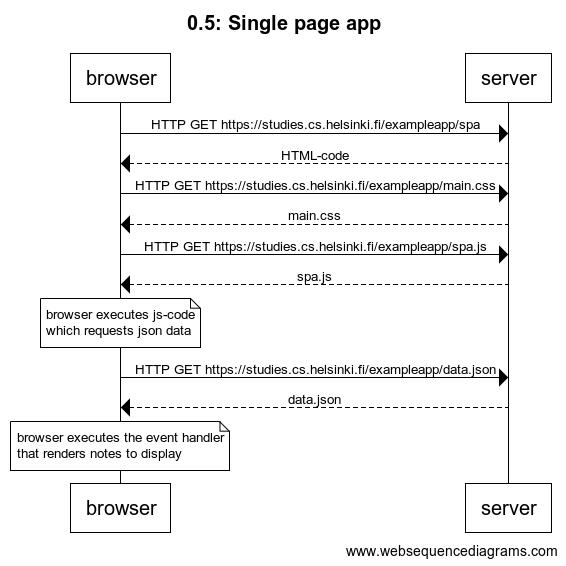 0.5: Single page app
browser
server
HTTP GET https://studies.cs.helsinki.fi/exampleapp/spa
HTML-code
HTTP GET https://studies.cs.helsinki.fi/exampleapp/main.css
main.css
HTTP GET https://studies.cs.helsinki.fi/exampleapp/spa.js
spa.js
browser executes js-code
which requests json data
HTTP GET https://studies.cs.helsinki.fi/exampleapp/data.json
data.json
browser executes the event handler
that renders notes to display
browser
server
www.websequencediagrams.com